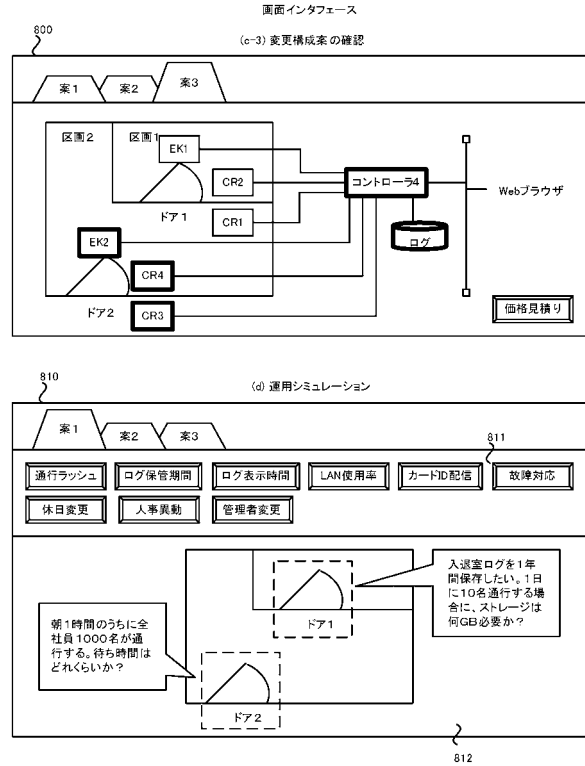 画面インタフェース
800
(c-3) 変更構成案の確認
案1
案2
案3
区画2
区画1
EK1
CR2
コントローラ4
Webブラウザ
ドア1
CR1
ログ
EK2
CR4
ドア2
CR3
価格見積り
810
(d) 運用シミュレーション
案1
案2
案3
811
通行ラッシュ
ログ保管期間
ログ表示時間
LAN使用率
カードID配信
故障対応
休日変更
人事異動
管理者変更
入退室ログを1年
間保存したい。1日
に10名通行する場
合に、ストレージは
何GB必要か?
朝1時間のうちに全
社員1000名が通
行する。待ち時間は
どれくらいか?
ドア1
ドア2
812